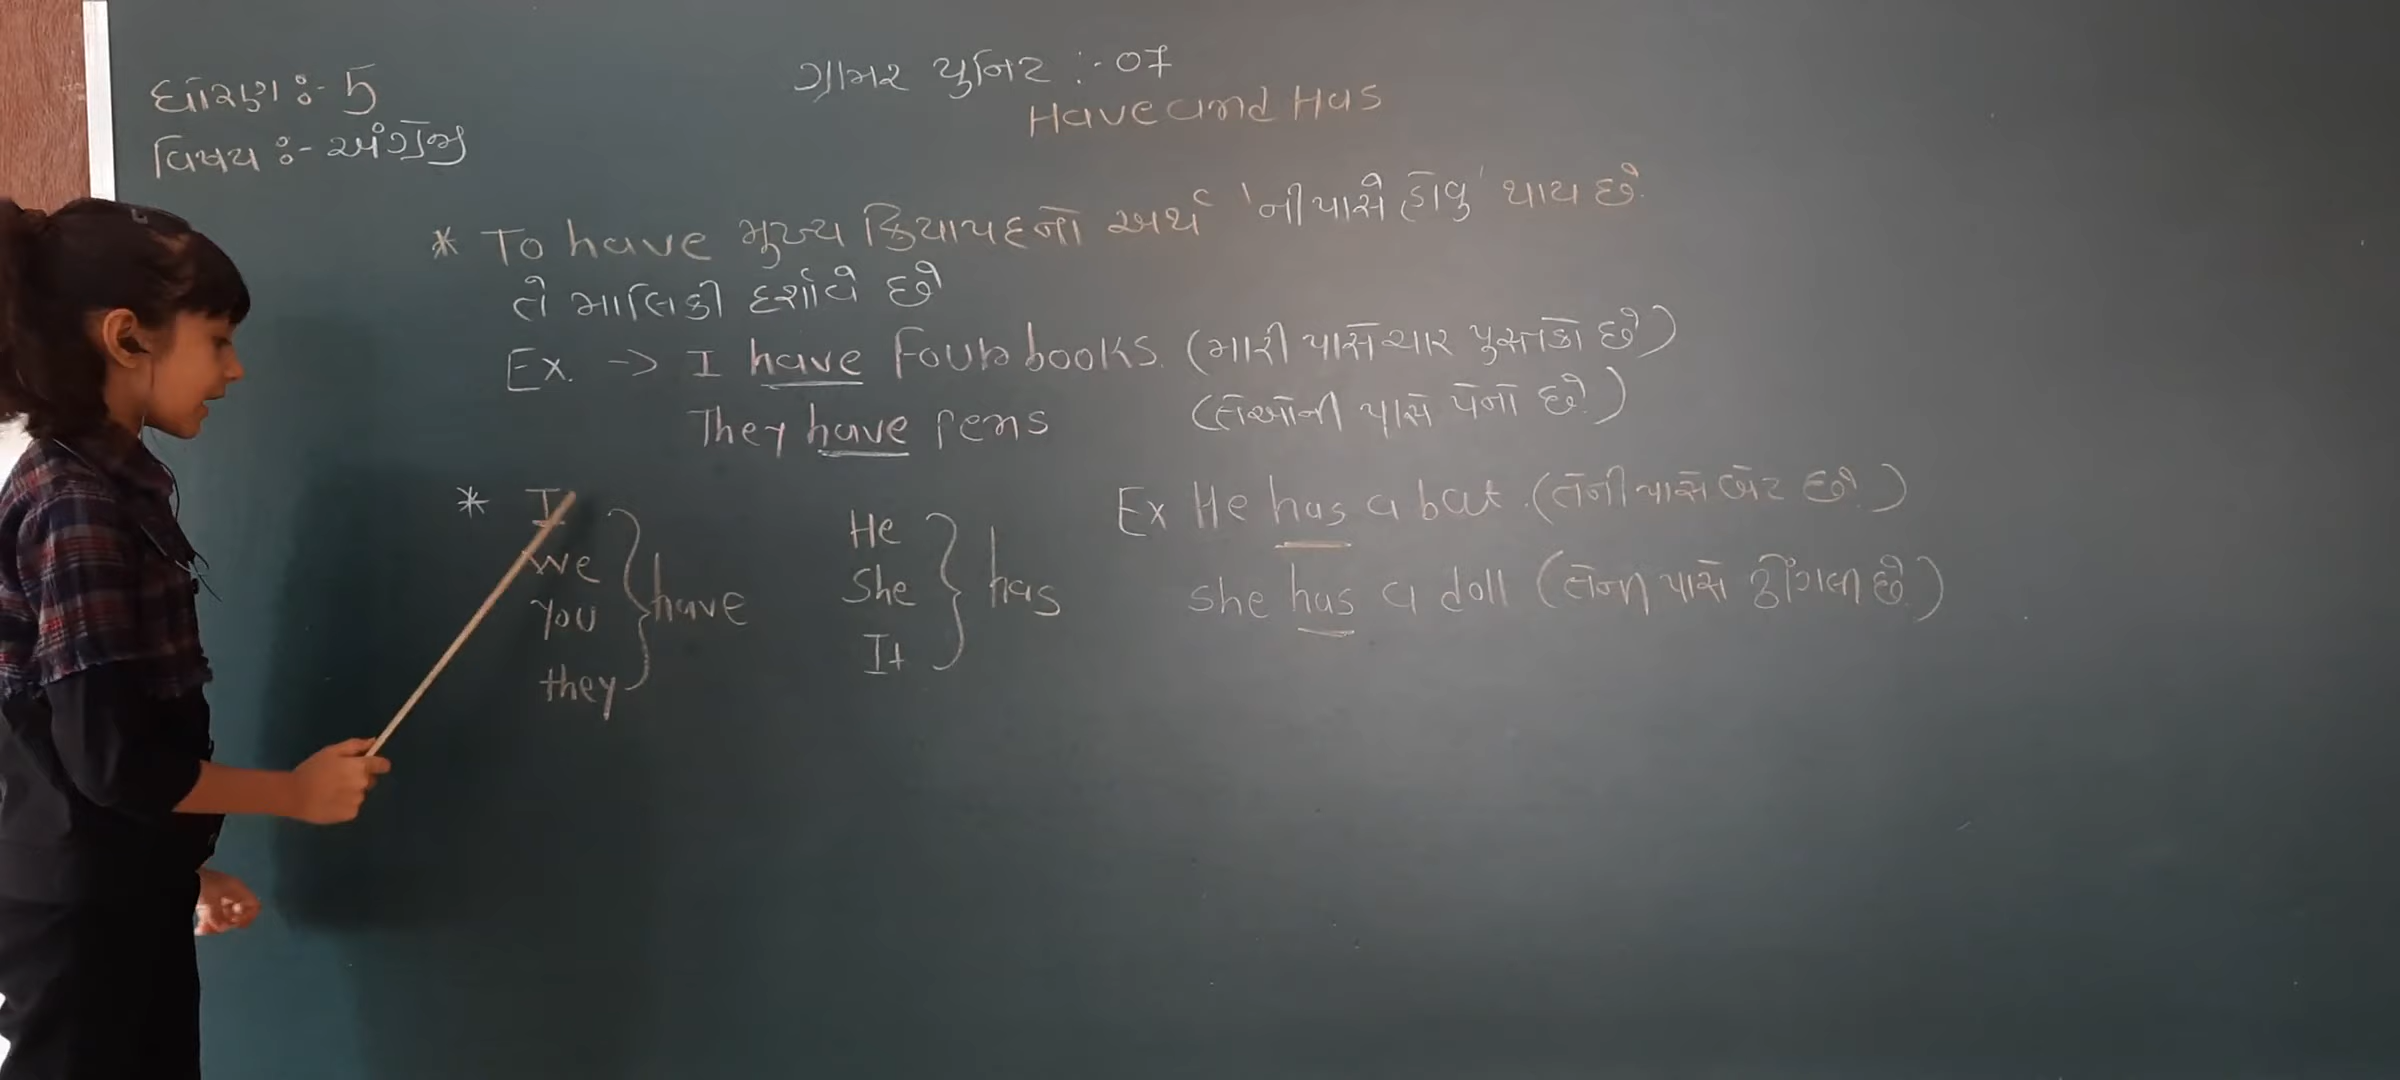 ધોરણ :- 5
વિષય :- અંગ્રેજી
ગ્રામર યુનિટ :- 07
Have and Has
* To have મુખ્ય ક્રિયાપદનો અર્થ 'ની પાસે હોવુ' થાય છે.
તે માલિકી દર્શાવે છે
Ex. -> I have Four books. (મારી પાસે ચાર પુસ્તકો છે)
They have pens (તેઓની પાસે પેનો છે.)
* I
we
you
they } have
He
She
It } has
Ex He has a bat. (તેની પાસે બેટ છે.)
she has a doll (તેની પાસે ઢીંગલી છે.)